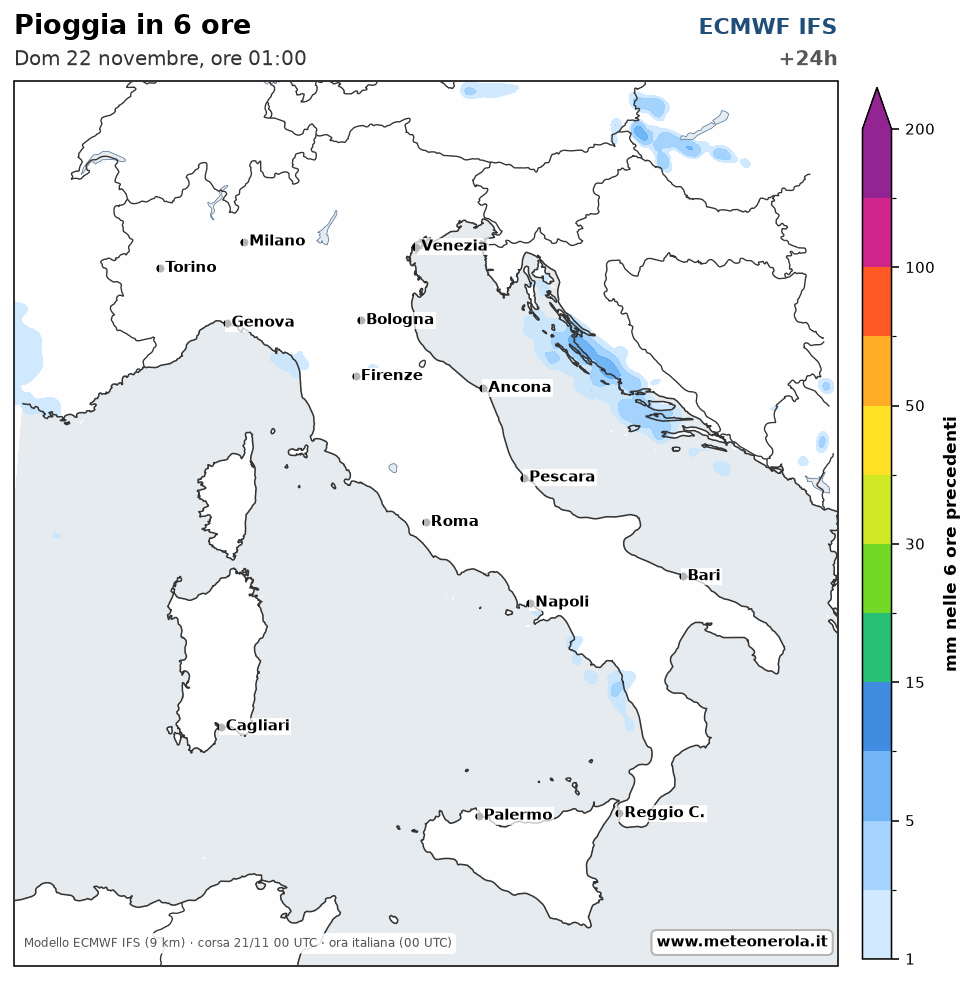 Pioggia in 6 ore
ECMWF IFS
Dom 22 novembre, ore 01:00
+24h
Milano
Venezia
Torino
Genova
Bologna
Firenze
Ancona
Pescara
Roma
Bari
Napoli
Cagliari
Palermo
Reggio C.
200
100
50
30
15
5
1
mm nelle 6 ore precedenti
Modello ECMWF IFS (9 km) · corsa 21/11 00 UTC · ora italiana (00 UTC)
www.meteonerola.it